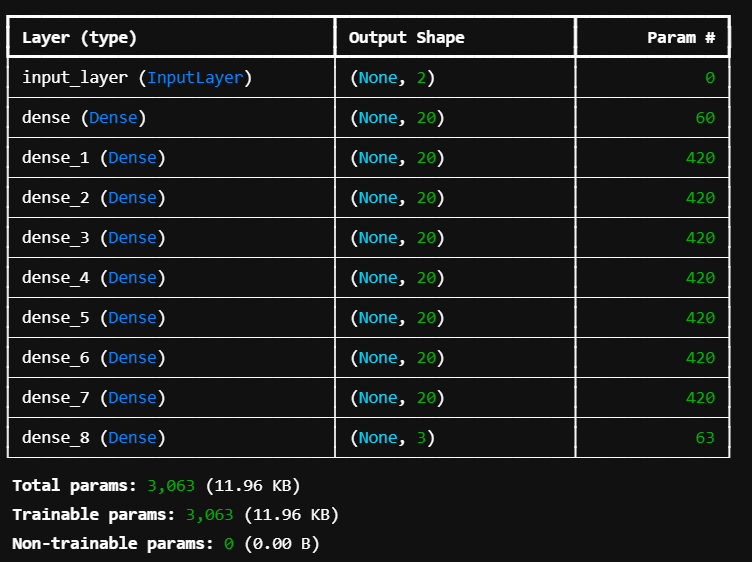 Layer (type) Output Shape Param #
input_layer (InputLayer) (None, 2) 0
dense (Dense) (None, 20) 60
dense_1 (Dense) (None, 20) 420
dense_2 (Dense) (None, 20) 420
dense_3 (Dense) (None, 20) 420
dense_4 (Dense) (None, 20) 420
dense_5 (Dense) (None, 20) 420
dense_6 (Dense) (None, 20) 420
dense_7 (Dense) (None, 20) 420
dense_8 (Dense) (None, 3) 63
Total params: 3,063 (11.96 KB)
Trainable params: 3,063 (11.96 KB)
Non-trainable params: 0 (0.00 B)